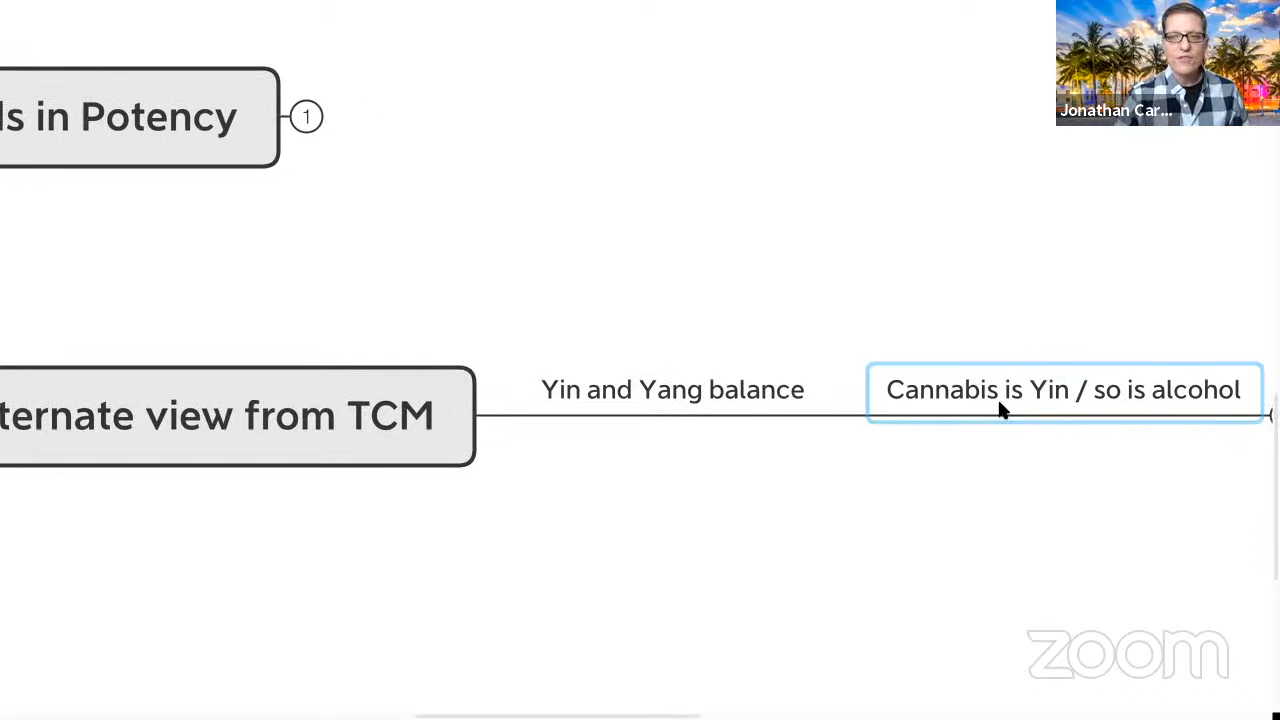 Jonathan Car...
ls in Potency
1
ternate view from TCM
Yin and Yang balance
Cannabis is Yin / so is alcohol
zoom